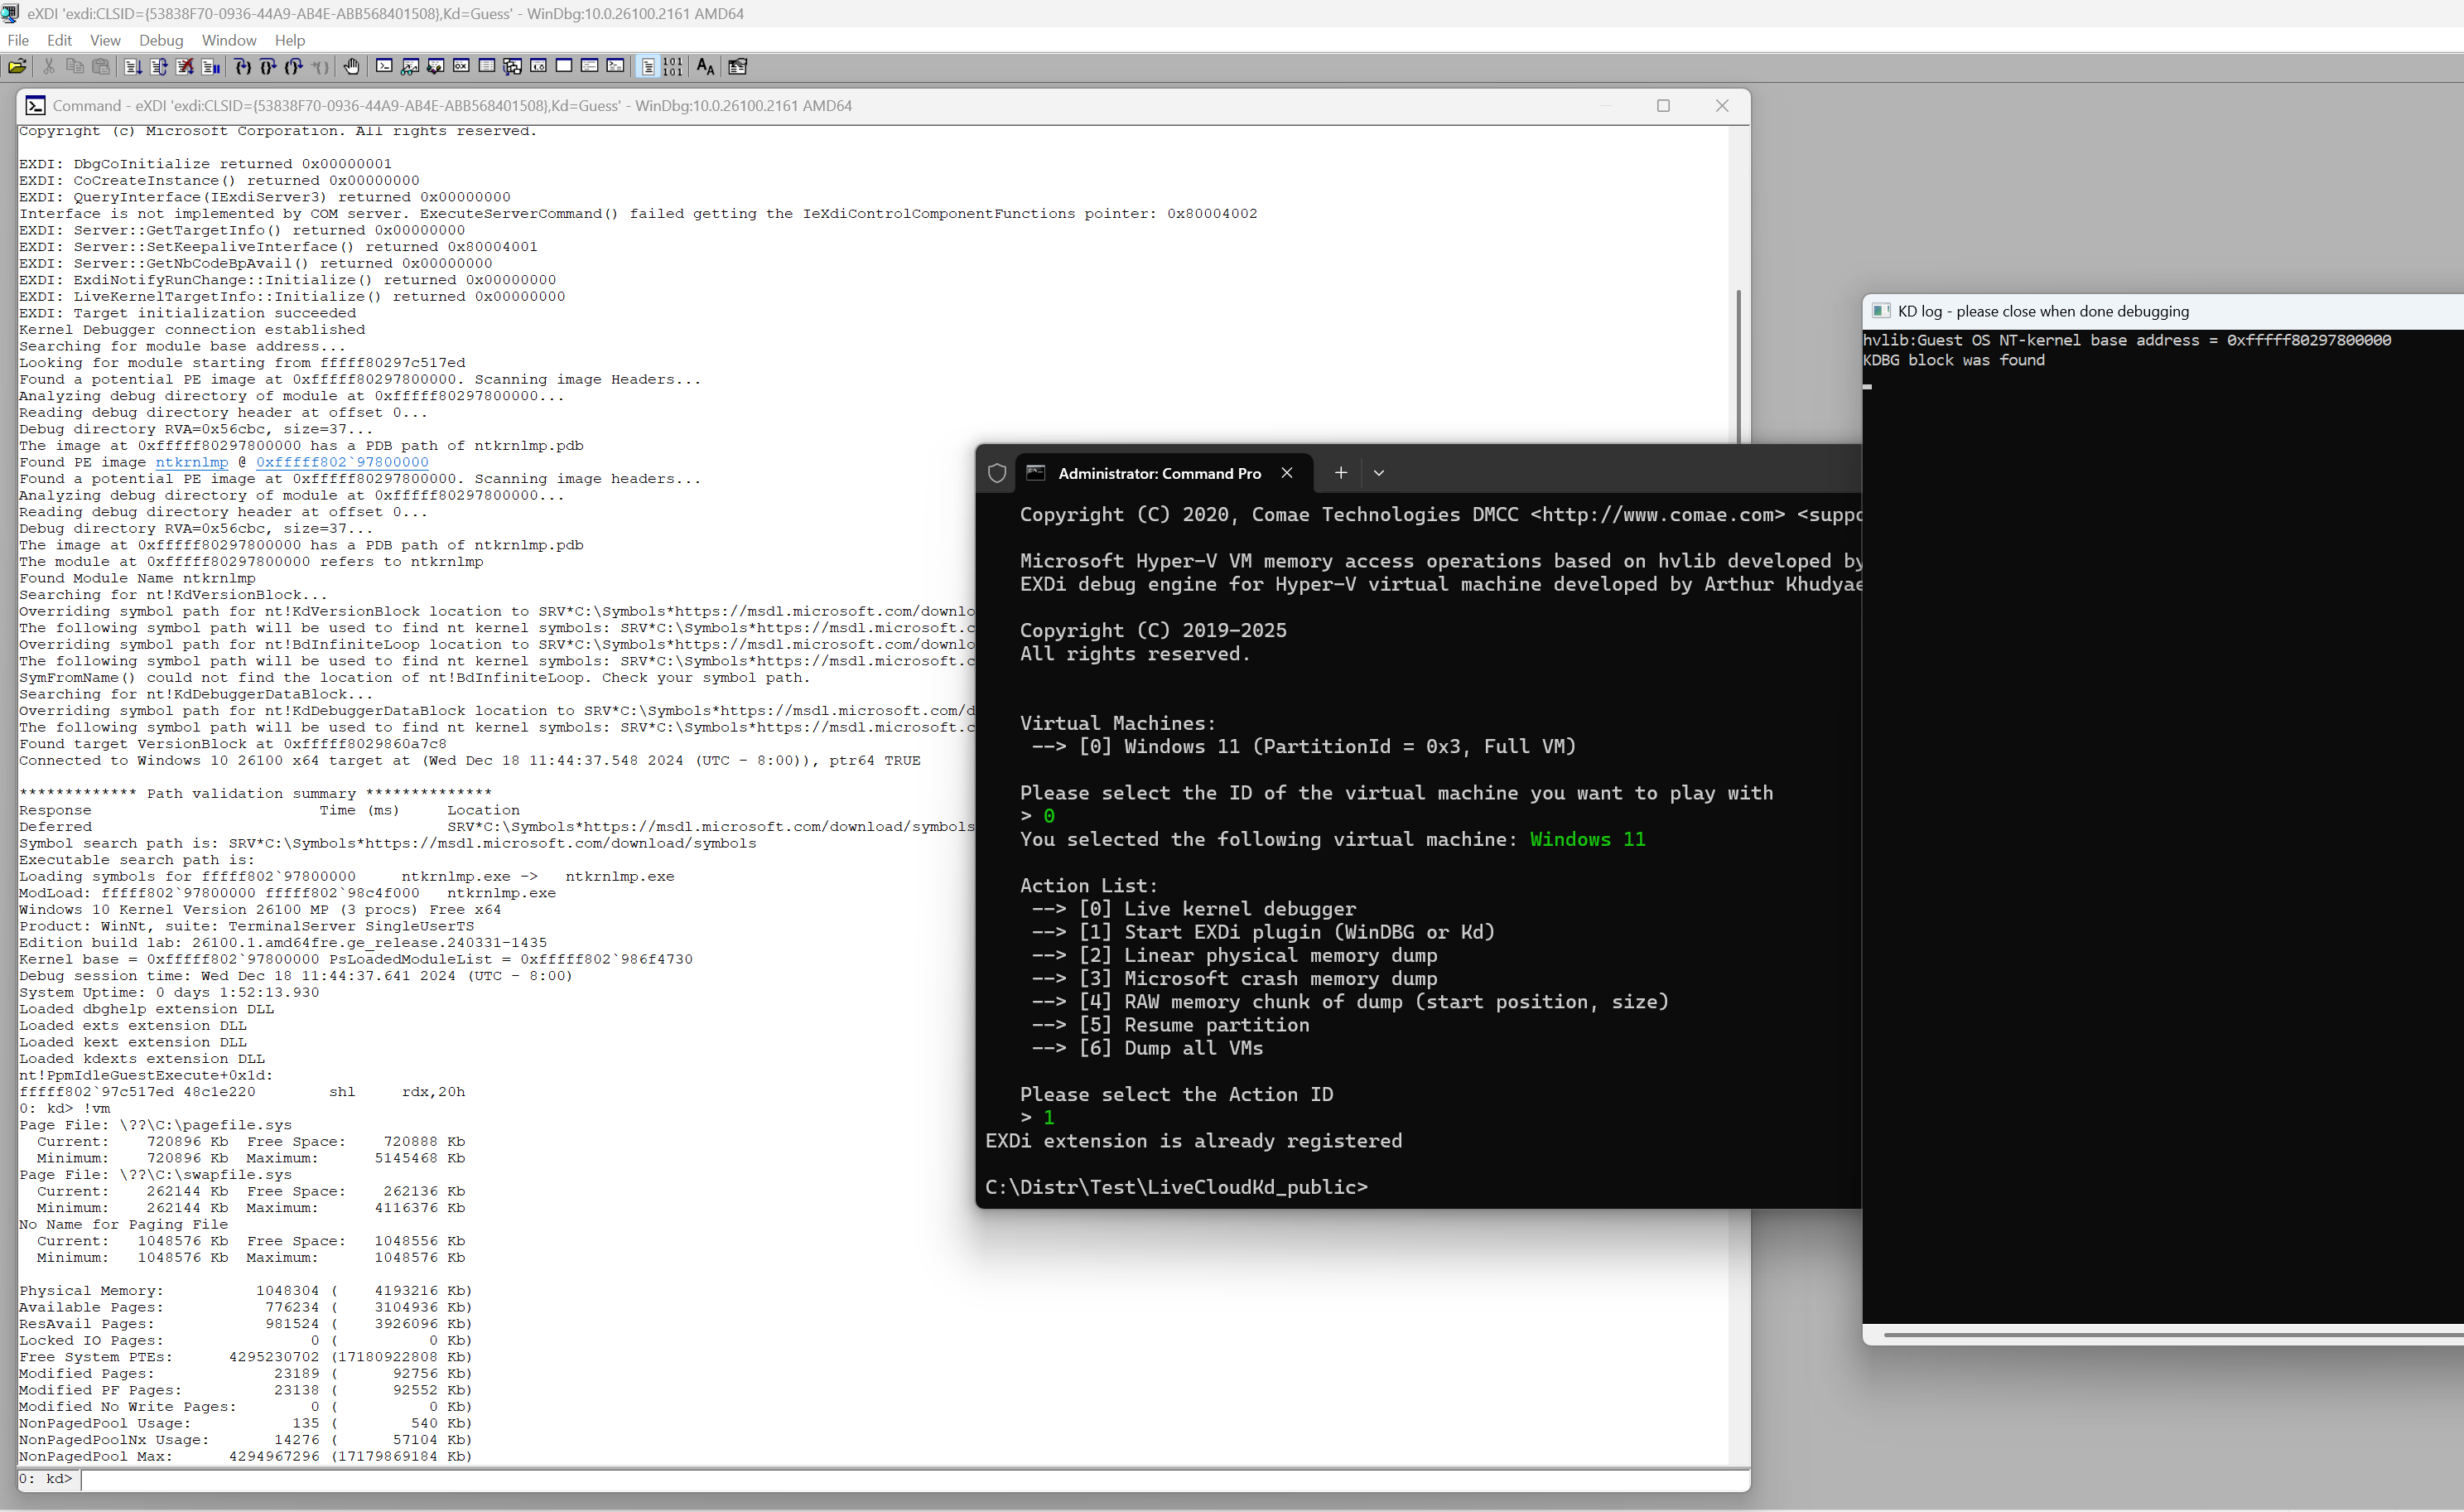 eXDI 'exdi:CLSID={53838F70-0936-44A9-AB4E-ABB568401508},Kd=Guess' - WinDbg:10.0.26100.2161 AMD64
File Edit View Debug Window Help
Command - eXDI 'exdi:CLSID={53838F70-0936-44A9-AB4E-ABB568401508},Kd=Guess' - WinDbg:10.0.26100.2161 AMD64
Copyright (c) Microsoft Corporation. All rights reserved.
EXDI: DbgCoInitialize returned 0x00000001
EXDI: CoCreateInstance() returned 0x00000000
EXDI: QueryInterface(IExdiServer3) returned 0x00000000
Interface is not implemented by COM server. ExecuteServerCommand() failed getting the IeXdiControlComponentFunctions pointer: 0x80004002
EXDI: Server::GetTargetInfo() returned 0x00000000
EXDI: Server::SetKeepaliveInterface() returned 0x80004001
EXDI: Server::GetNbCodeBpAvail() returned 0x00000000
EXDI: ExdiNotifyRunChange::Initialize() returned 0x00000000
EXDI: LiveKernelTargetInfo::Initialize() returned 0x00000000
EXDI: Target initialization succeeded
Kernel Debugger connection established
Searching for module base address...
Looking for module starting from fffff80297c517ed
Found a potential PE image at 0xfffff80297800000. Scanning image Headers...
Analyzing debug directory of module at 0xfffff80297800000...
Reading debug directory header at offset 0...
Debug directory RVA=0x56cbc, size=37...
The image at 0xfffff80297800000 has a PDB path of ntkrnlmp.pdb
Found PE image ntkrnlmp @ 0xfffff802`97800000
Found a potential PE image at 0xfffff80297800000. Scanning image headers...
Analyzing debug directory of module at 0xfffff80297800000...
Reading debug directory header at offset 0...
Debug directory RVA=0x56cbc, size=37...
The image at 0xfffff80297800000 has a PDB path of ntkrnlmp.pdb
The module at 0xfffff80297800000 refers to ntkrnlmp
Found Module Name ntkrnlmp
Searching for nt!KdVersionBlock...
Overriding symbol path for nt!KdVersionBlock location to SRV*C:\Symbols*https://msdl.microsoft.com/downlo
The following symbol path will be used to find nt kernel symbols: SRV*C:\Symbols*https://msdl.microsoft.c
Overriding symbol path for nt!BdInfiniteLoop location to SRV*C:\Symbols*https://msdl.microsoft.com/downlo
The following symbol path will be used to find nt kernel symbols: SRV*C:\Symbols*https://msdl.microsoft.c
SymFromName() could not find the location of nt!BdInfiniteLoop. Check your symbol path.
Searching for nt!KdDebuggerDataBlock...
Overriding symbol path for nt!KdDebuggerDataBlock location to SRV*C:\Symbols*https://msdl.microsoft.com/d
The following symbol path will be used to find nt kernel symbols: SRV*C:\Symbols*https://msdl.microsoft.c
Found target VersionBlock at 0xfffff8029860a7c8
Connected to Windows 10 26100 x64 target at (Wed Dec 18 11:44:37.548 2024 (UTC - 8:00)), ptr64 TRUE
************* Path validation summary **************
Response Time (ms) Location
Deferred SRV*C:\Symbols*https://msdl.microsoft.com/download/symbols
Symbol search path is: SRV*C:\Symbols*https://msdl.microsoft.com/download/symbols
Executable search path is:
Loading symbols for fffff802`97800000 ntkrnlmp.exe -> ntkrnlmp.exe
ModLoad: fffff802`97800000 fffff802`98c4f000 ntkrnlmp.exe
Windows 10 Kernel Version 26100 MP (3 procs) Free x64
Product: WinNt, suite: TerminalServer SingleUserTS
Edition build lab: 26100.1.amd64fre.ge_release.240331-1435
Kernel base = 0xfffff802`97800000 PsLoadedModuleList = 0xfffff802`986f4730
Debug session time: Wed Dec 18 11:44:37.641 2024 (UTC - 8:00)
System Uptime: 0 days 1:52:13.930
Loaded dbghelp extension DLL
Loaded exts extension DLL
Loaded kext extension DLL
Loaded kdexts extension DLL
nt!PpmIdleGuestExecute+0x1d:
fffff802`97c517ed 48c1e220 shl rdx,20h
0: kd> !vm
Page File: \??\C:\pagefile.sys
Current: 720896 Kb Free Space: 720888 Kb
Minimum: 720896 Kb Maximum: 5145468 Kb
Page File: \??\C:\swapfile.sys
Current: 262144 Kb Free Space: 262136 Kb
Minimum: 262144 Kb Maximum: 4116376 Kb
No Name for Paging File
Current: 1048576 Kb Free Space: 1048556 Kb
Minimum: 1048576 Kb Maximum: 1048576 Kb
Physical Memory: 1048304 ( 4193216 Kb)
Available Pages: 776234 ( 3104936 Kb)
ResAvail Pages: 981524 ( 3926096 Kb)
Locked IO Pages: 0 ( 0 Kb)
Free System PTEs: 4295230702 (17180922808 Kb)
Modified Pages: 23189 ( 92756 Kb)
Modified PF Pages: 23138 ( 92552 Kb)
Modified No Write Pages: 0 ( 0 Kb)
NonPagedPool Usage: 135 ( 540 Kb)
NonPagedPoolNx Usage: 14276 ( 57104 Kb)
NonPagedPool Max: 4294967296 (17179869184 Kb)
0: kd>
Administrator: Command Pro
Copyright (C) 2020, Comae Technologies DMCC <http://www.comae.com> <suppo
Microsoft Hyper-V VM memory access operations based on hvlib developed by
EXDi debug engine for Hyper-V virtual machine developed by Arthur Khudyae
Copyright (C) 2019-2025
All rights reserved.
Virtual Machines:
--> [0] Windows 11 (PartitionId = 0x3, Full VM)
Please select the ID of the virtual machine you want to play with
> 0
You selected the following virtual machine: Windows 11
Action List:
--> [0] Live kernel debugger
--> [1] Start EXDi plugin (WinDBG or Kd)
--> [2] Linear physical memory dump
--> [3] Microsoft crash memory dump
--> [4] RAW memory chunk of dump (start position, size)
--> [5] Resume partition
--> [6] Dump all VMs
Please select the Action ID
> 1
EXDi extension is already registered
C:\Distr\Test\LiveCloudKd_public>
KD log - please close when done debugging
hvlib:Guest OS NT-kernel base address = 0xfffff80297800000
KDBG block was found